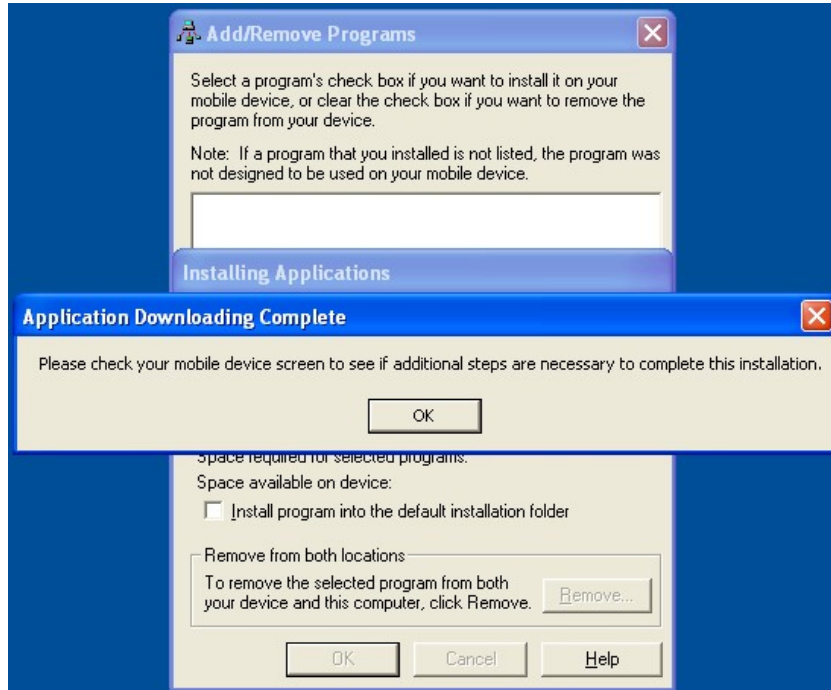 Add/Remove Programs
Select a program's check box if you want to install it on your
mobile device, or clear the check box if you want to remove the
program from your device.
Note: If a program that you installed is not listed, the program was
not designed to be used on your mobile device.
Installing Applications
Application Downloading Complete
Please check your mobile device screen to see if additional steps are necessary to complete this installation.
OK
Space required for selected programs:
Space available on device:
Install program into the default installation folder
Remove from both locations
To remove the selected program from both
your device and this computer, click Remove.
Remove...
OK
Cancel
Help